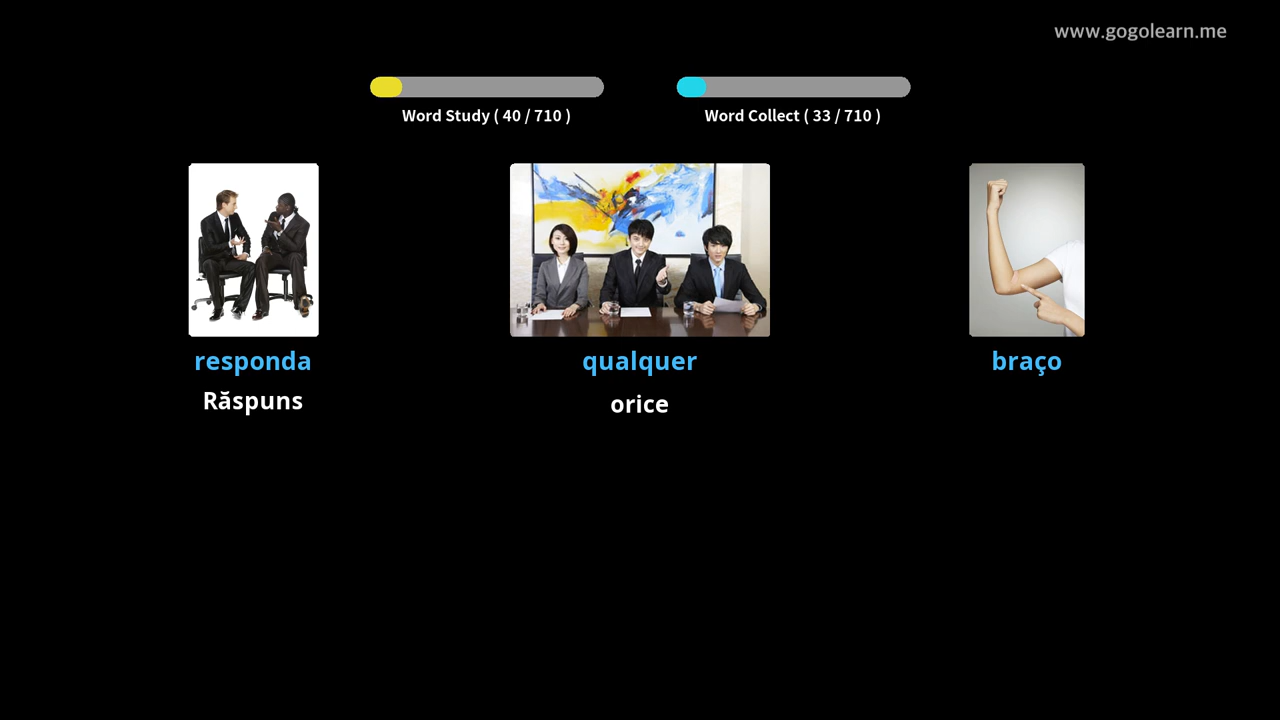 www.gogolearn.me
Word Study ( 40 / 710 )
Word Collect ( 33 / 710 )
responda
qualquer
braço
Răspuns
orice